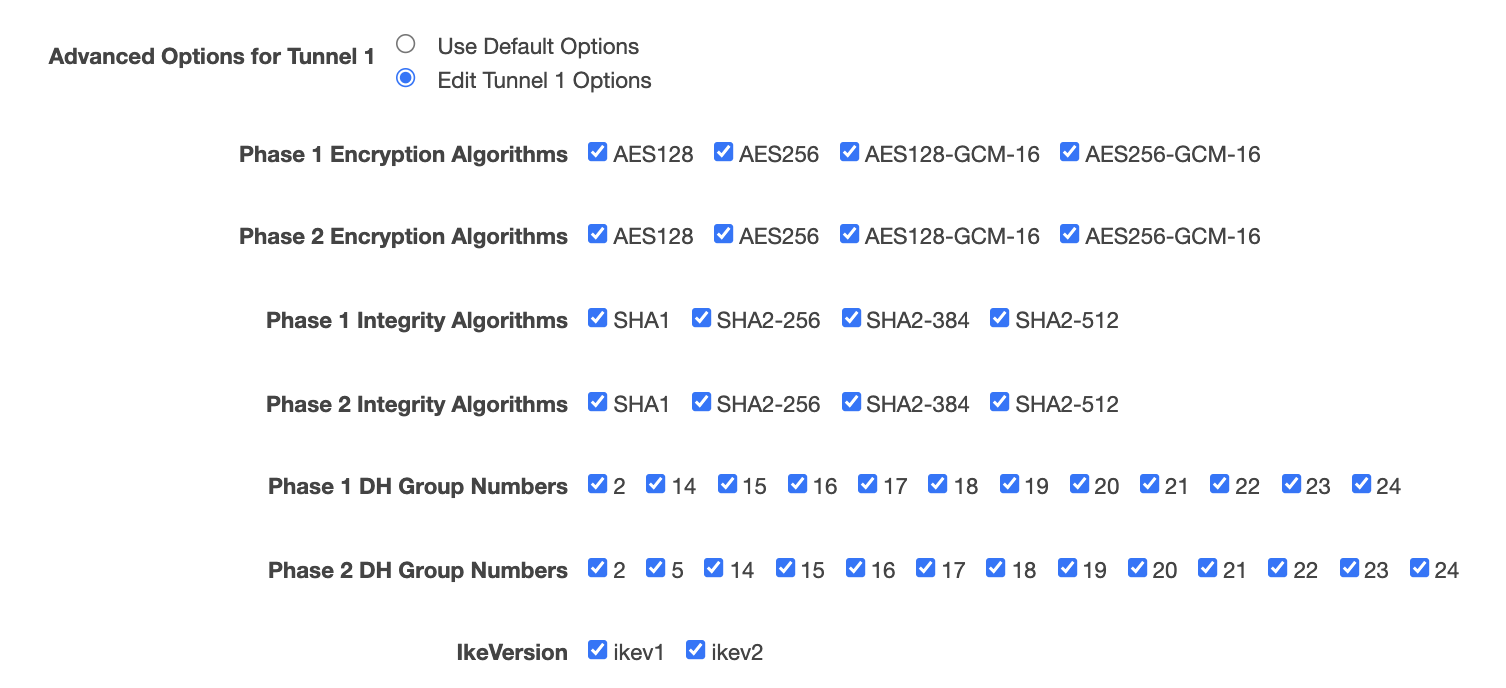 Advanced Options for Tunnel 1
Use Default Options
Edit Tunnel 1 Options
Phase 1 Encryption Algorithms AES128 AES256 AES128-GCM-16 AES256-GCM-16
Phase 2 Encryption Algorithms AES128 AES256 AES128-GCM-16 AES256-GCM-16
Phase 1 Integrity Algorithms SHA1 SHA2-256 SHA2-384 SHA2-512
Phase 2 Integrity Algorithms SHA1 SHA2-256 SHA2-384 SHA2-512
Phase 1 DH Group Numbers 2 14 15 16 17 18 19 20 21 22 23 24
Phase 2 DH Group Numbers 2 5 14 15 16 17 18 19 20 21 22 23 24
IkeVersion ikev1 ikev2